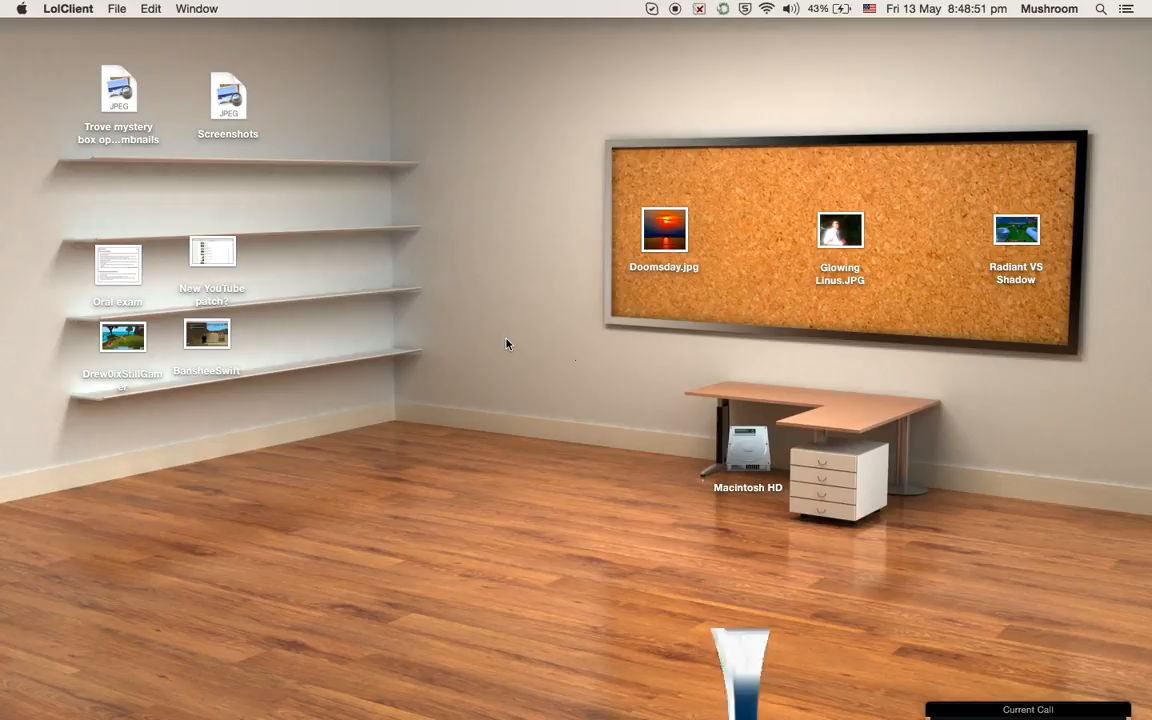 LolClient File Edit Window 43% Fri 13 May 8:48:51 pm Mushroom
JPEG
Trove mystery
box op...mbnails
JPEG
Screenshots
Doomsday.jpg
Glowing
Linus.JPG
Radiant VS
Shadow
Oral exam
New YouTube
patch?
Drew0ixStillGam
er
BansheeSwift
Macintosh HD
Current Call